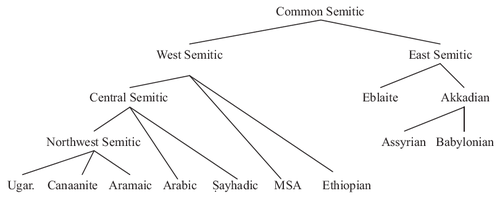 Common Semitic
West Semitic East Semitic
Central Semitic Eblaite Akkadian
Northwest Semitic Assyrian Babylonian
Ugar. Canaanite Aramaic Arabic Ṣayhadic MSA Ethiopian